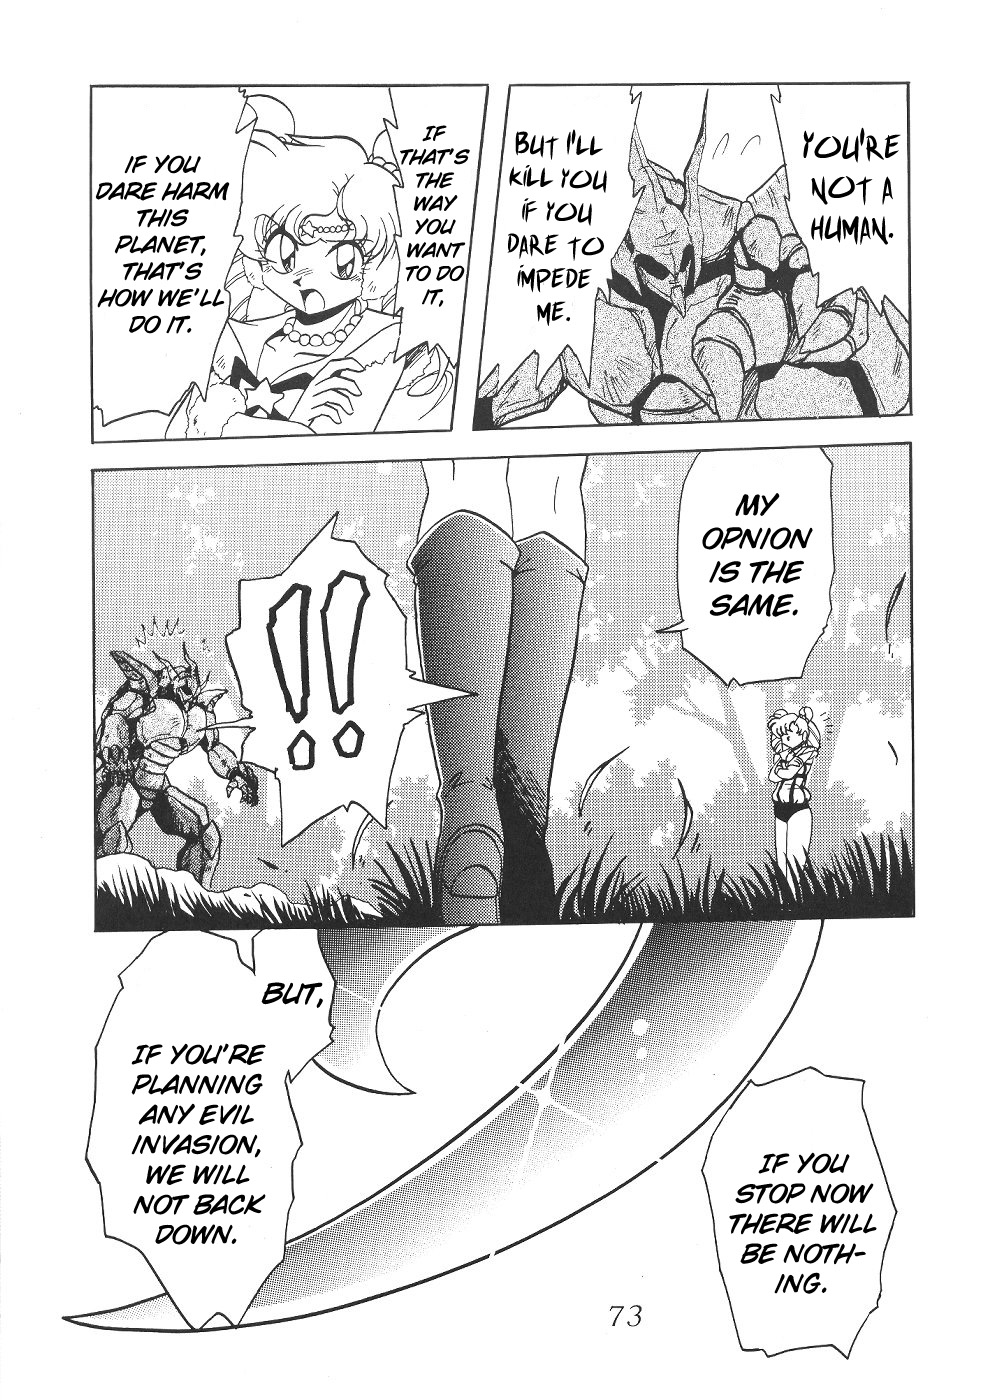 YOU'RE
NOT A
HUMAN.
BUT I'LL
KILL YOU
IF YOU
DARE TO
IMPEDE
ME.
IF
THAT'S
THE
WAY
YOU
WANT
TO DO
IT,
IF YOU
DARE HARM
THIS
PLANET,
THAT'S
HOW WE'LL
DO IT.
MY
OPNION
IS THE
SAME.
!!
IF YOU
STOP NOW
THERE WILL
BE NOTH-
ING.
BUT,
IF YOU'RE
PLANNING
ANY EVIL
INVASION,
WE WILL
NOT BACK
DOWN.
73